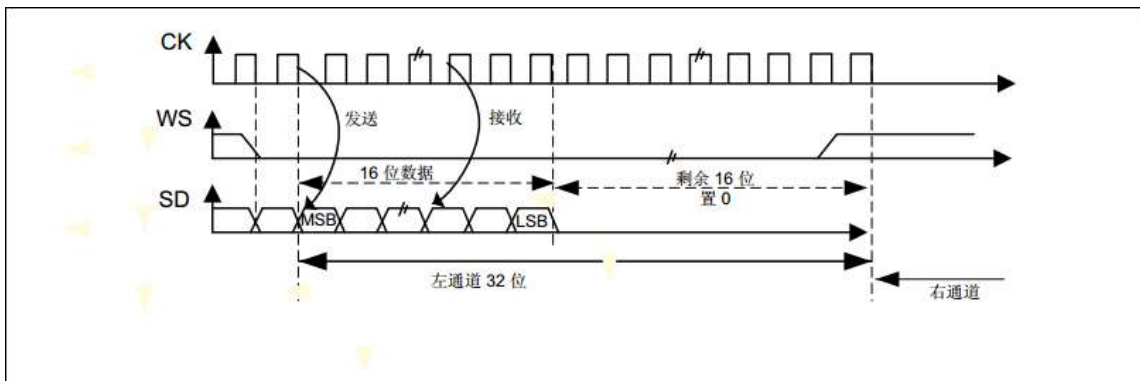 CK
发送
接收
WS
16 位数据
剩余 16 位
置 0
SD
MSB
LSB
左通道 32 位
右通道